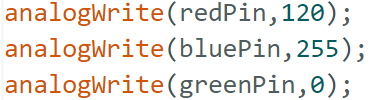 analogWrite(redPin,120);
analogWrite(bluePin,255);
analogWrite(greenPin,0);